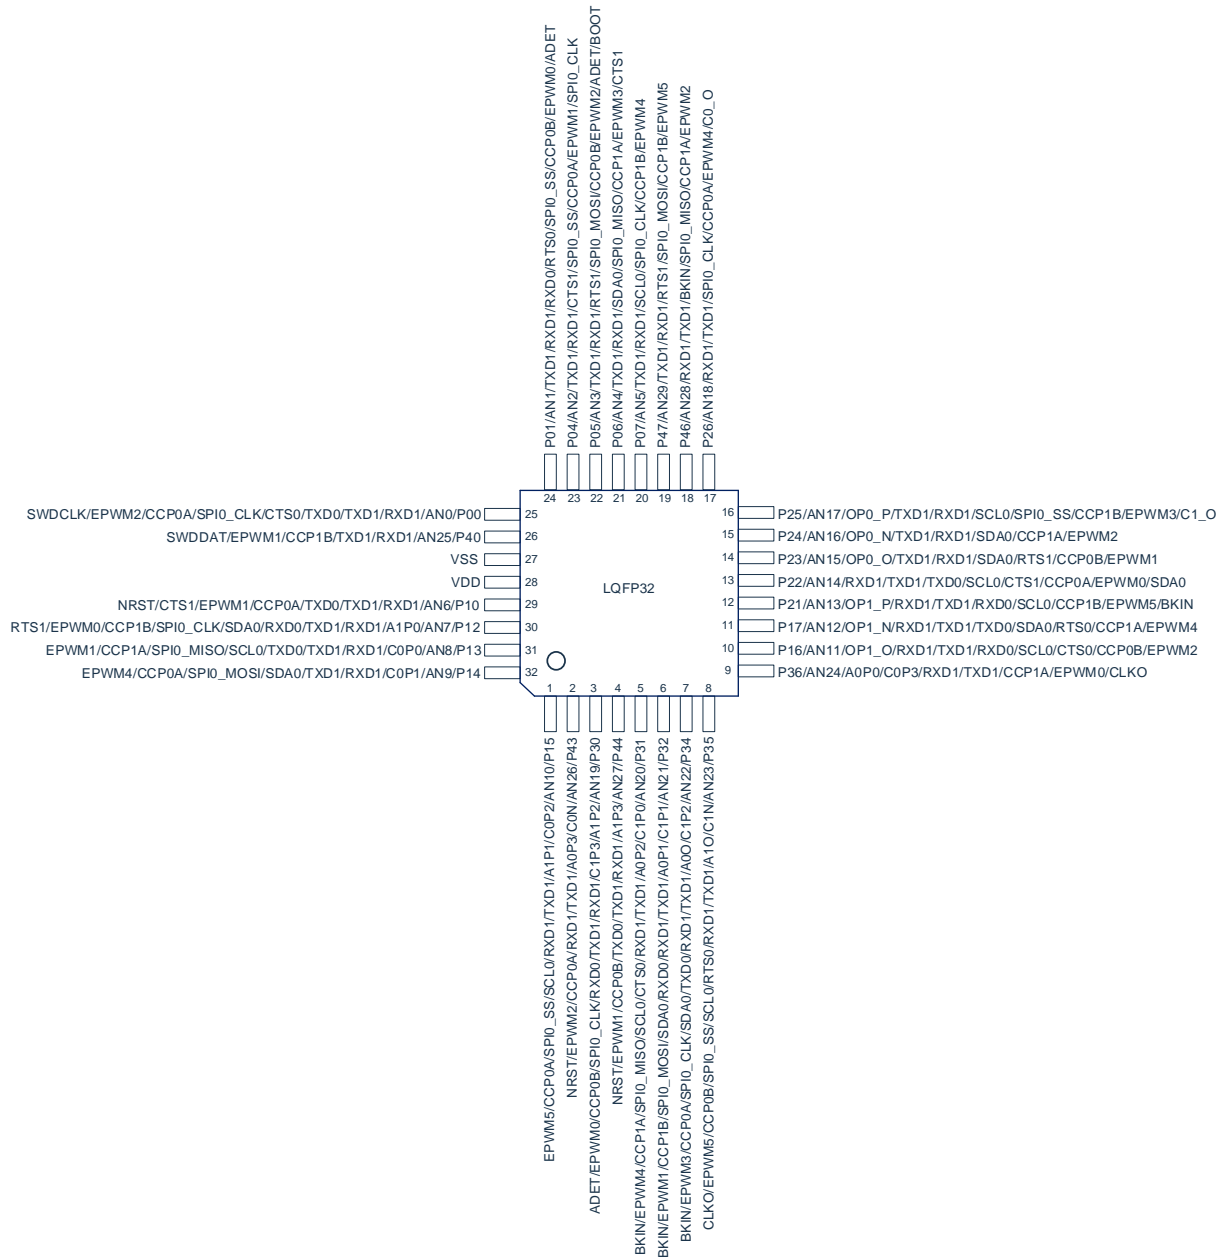 P01/AN1/TXD1/RXD1/RXD0/RTS0/SPI0_SS/CCP0B/EPWM0/ADET
P04/AN2/TXD1/RXD1/CTS1/SPI0_SS/CCP0A/EPWM1/SPI0_CLK
P05/AN3/TXD1/RXD1/RTS1/SPI0_MOSI/CCP0B/EPWM2/ADET/BOOT
P06/AN4/TXD1/RXD1/SDA0/SPI0_MISO/CCP1A/EPWM3/CTS1
P07/AN5/TXD1/RXD1/SCL0/SPI0_CLK/CCP1B/EPWM4
P47/AN29/TXD1/RXD1/RTS1/SPI0_MOSI/CCP1B/EPWM5
P46/AN28/RXD1/TXD1/BKIN/SPI0_MISO/CCP1A/EPWM2
P26/AN18/RXD1/TXD1/SPI0_CLK/CCP0A/EPWM4/C0_O
24 23 22 21 20 19 18 17
SWDCLK/EPWM2/CCP0A/SPI0_CLK/CTS0/TXD0/TXD1/RXD1/AN0/P00 25
SWDDAT/EPWM1/CCP1B/TXD1/RXD1/AN25/P40 26
VSS 27
VDD 28
NRST/CTS1/EPWM1/CCP0A/TXD0/TXD1/RXD1/AN6/P10 29
RTS1/EPWM0/CCP1B/SPI0_CLK/SDA0/RXD0/TXD1/RXD1/A1P0/AN7/P12 30
EPWM1/CCP1A/SPI0_MISO/SCL0/TXD0/TXD1/RXD1/C0P0/AN8/P13 31
EPWM4/CCP0A/SPI0_MOSI/SDA0/TXD1/RXD1/C0P1/AN9/P14 32
LQFP32
16 P25/AN17/OP0_P/TXD1/RXD1/SCL0/SPI0_SS/CCP1B/EPWM3/C1_O
15 P24/AN16/OP0_N/TXD1/RXD1/SDA0/CCP1A/EPWM2
14 P23/AN15/OP0_O/TXD1/RXD1/SDA0/RTS1/CCP0B/EPWM1
13 P22/AN14/RXD1/TXD1/TXD0/SCL0/CTS1/CCP0A/EPWM0/SDA0
12 P21/AN13/OP1_P/RXD1/TXD1/RXD0/SCL0/CCP1B/EPWM5/BKIN
11 P17/AN12/OP1_N/RXD1/TXD1/TXD0/SDA0/RTS0/CCP1A/EPWM4
10 P16/AN11/OP1_O/RXD1/TXD1/RXD0/SCL0/CTS0/CCP0B/EPWM2
9 P36/AN24/A0P0/C0P3/RXD1/TXD1/CCP1A/EPWM0/CLKO
1 2 3 4 5 6 7 8
EPWM5/CCP0A/SPI0_SS/SCL0/RXD1/TXD1/A1P1/C0P2/AN10/P15
NRST/EPWM2/CCP0A/RXD1/TXD1/A0P3/C0N/AN26/P43
ADET/EPWM0/CCP0B/SPI0_CLK/RXD0/TXD1/RXD1/C1P3/A1P2/AN19/P30
NRST/EPWM1/CCP0B/TXD0/TXD1/RXD1/A1P3/AN27/P44
BKIN/EPWM4/CCP1A/SPI0_MISO/SCL0/CTS0/RXD1/TXD1/A0P2/C1P0/AN20/P31
BKIN/EPWM1/CCP1B/SPI0_MOSI/SDA0/RXD0/RXD1/TXD1/A0P1/C1P1/AN21/P32
BKIN/EPWM3/CCP0A/SPI0_CLK/SDA0/TXD0/RXD1/TXD1/A0O/C1P2/AN22/P34
CLKO/EPWM5/CCP0B/SPI0_SS/SCL0/RTS0/RXD1/TXD1/A1O/C1N/AN23/P35